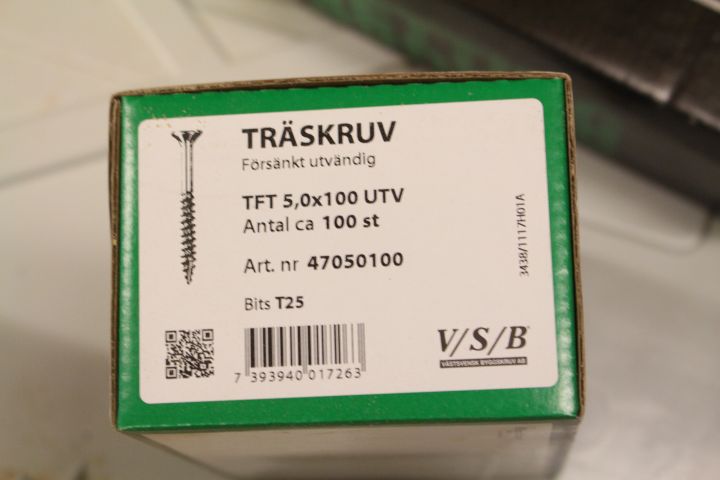 TRÄSKRUV
Försänkt utvändig
TFT 5,0x100 UTV
Antal ca 100 st
Art. nr 47050100
Bits T25
7 393940 017263
3438/1117H01A
V/S/B
VÄSTSVENSK BYGGSKRUV AB